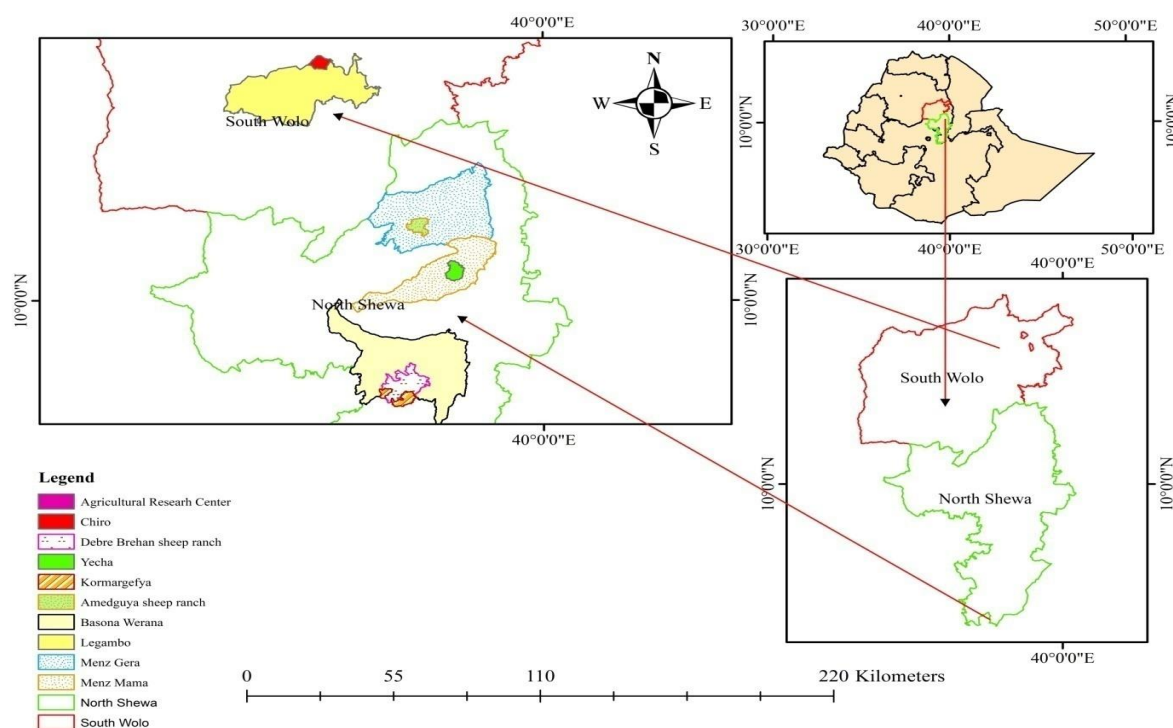 40°0'0"E
30°0'0"E
40°0'0"E
50°0'0"E
N
W
E
S
South Wolo
North Shewa
10°0'0"N
10°0'0"N
40°0'0"E
10°0'0"N
10°0'0"N
30°0'0"E
40°0'0"E
50°0'0"E
40°0'0"E
South Wolo
North Shewa
10°0'0"N
10°0'0"N
40°0'0"E
Legend
Agricultural Researh Center
Chiro
Debre Brehan sheep ranch
Yecha
Kormargefya
Amedguya sheep ranch
Basona Werana
Legambo
Menz Gera
Menz Mama
North Shewa
South Wolo
0 55 110 220 Kilometers